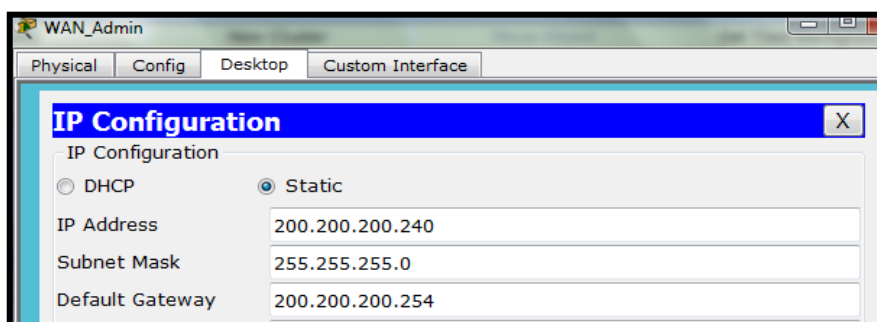 WAN_Admin
Physical Config Desktop Custom Interface
IP Configuration X
IP Configuration
DHCP Static
IP Address 200.200.200.240
Subnet Mask 255.255.255.0
Default Gateway 200.200.200.254